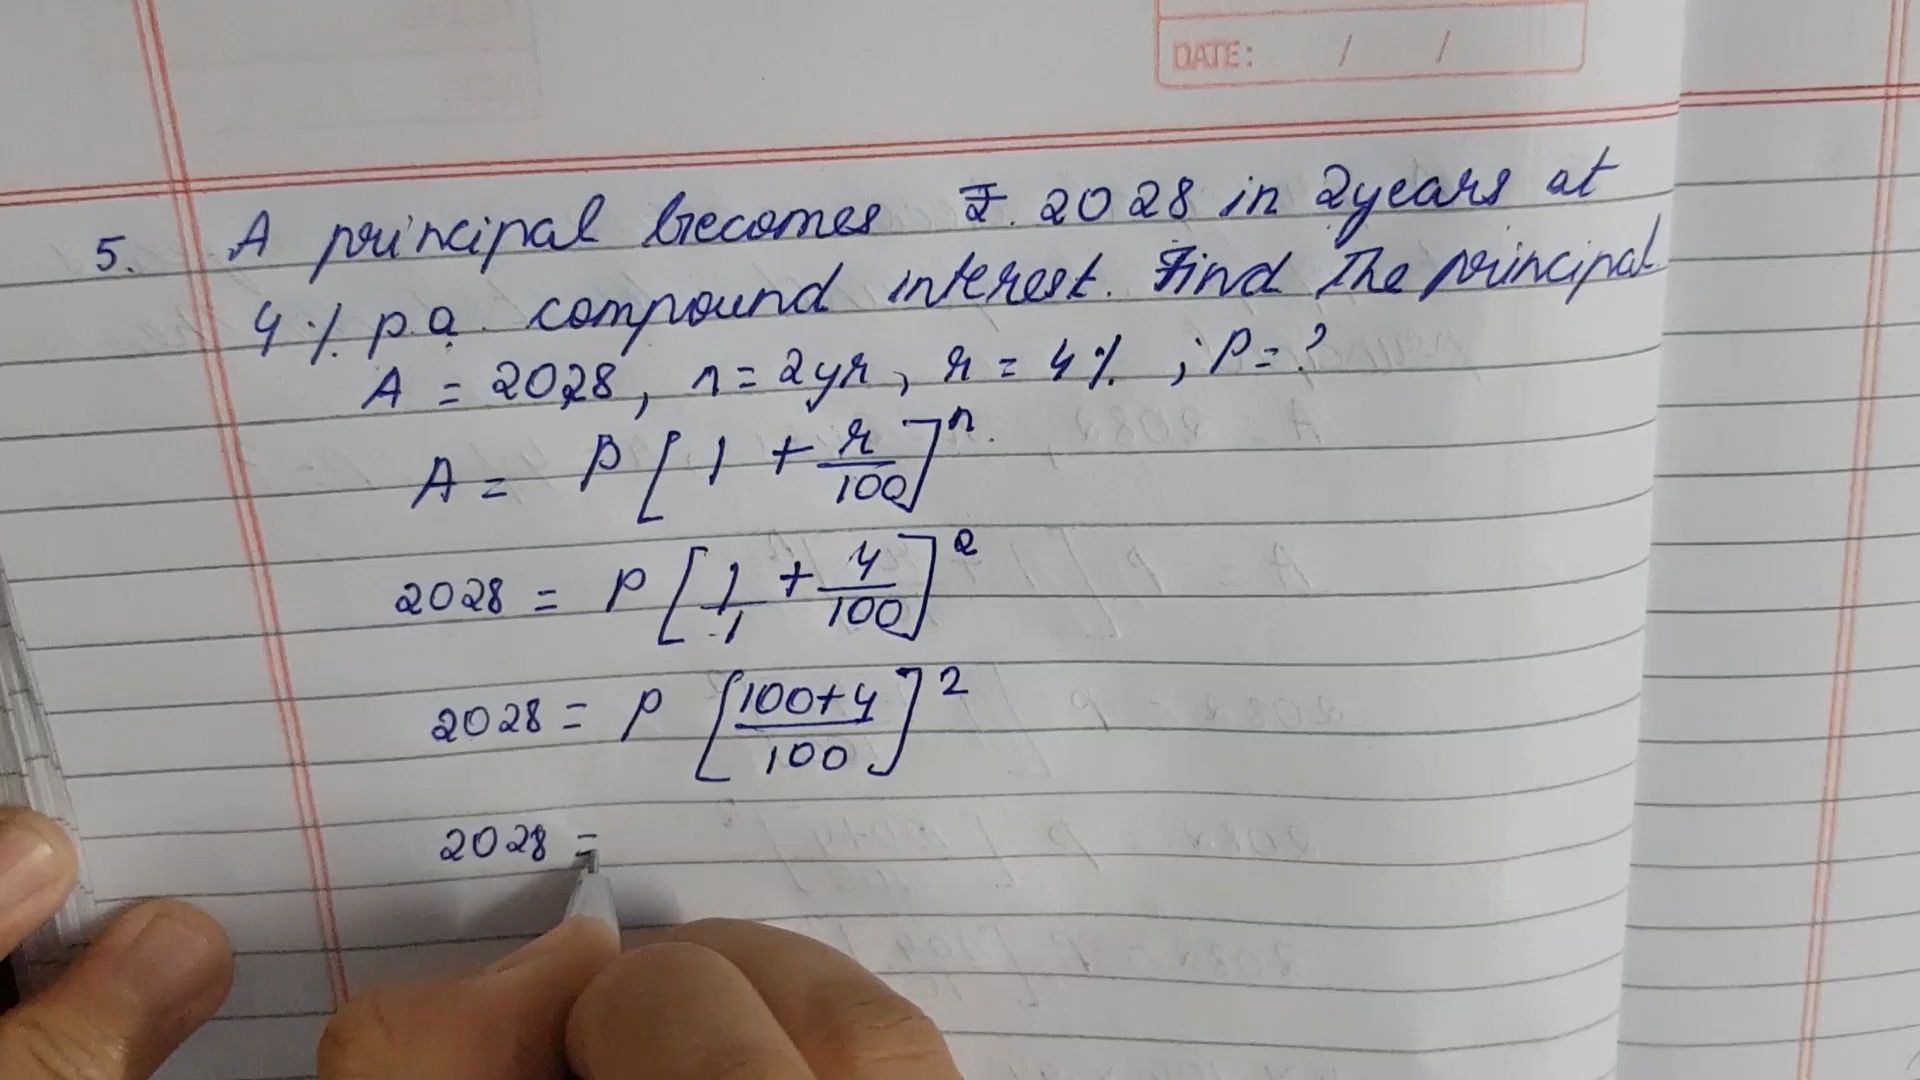 DATE: / /
5. A principal becomes ₹. 2028 in 2years at
4% p.a. compound interest. Find The principal.
A = 2028, n = 2yr, r = 4% ; P = ?
A = P [ 1 + r/100 ]^n.
2028 = P [ 1/1 + 4/100 ]^2
2028 = P [ 100+4/100 ]^2
2028 =